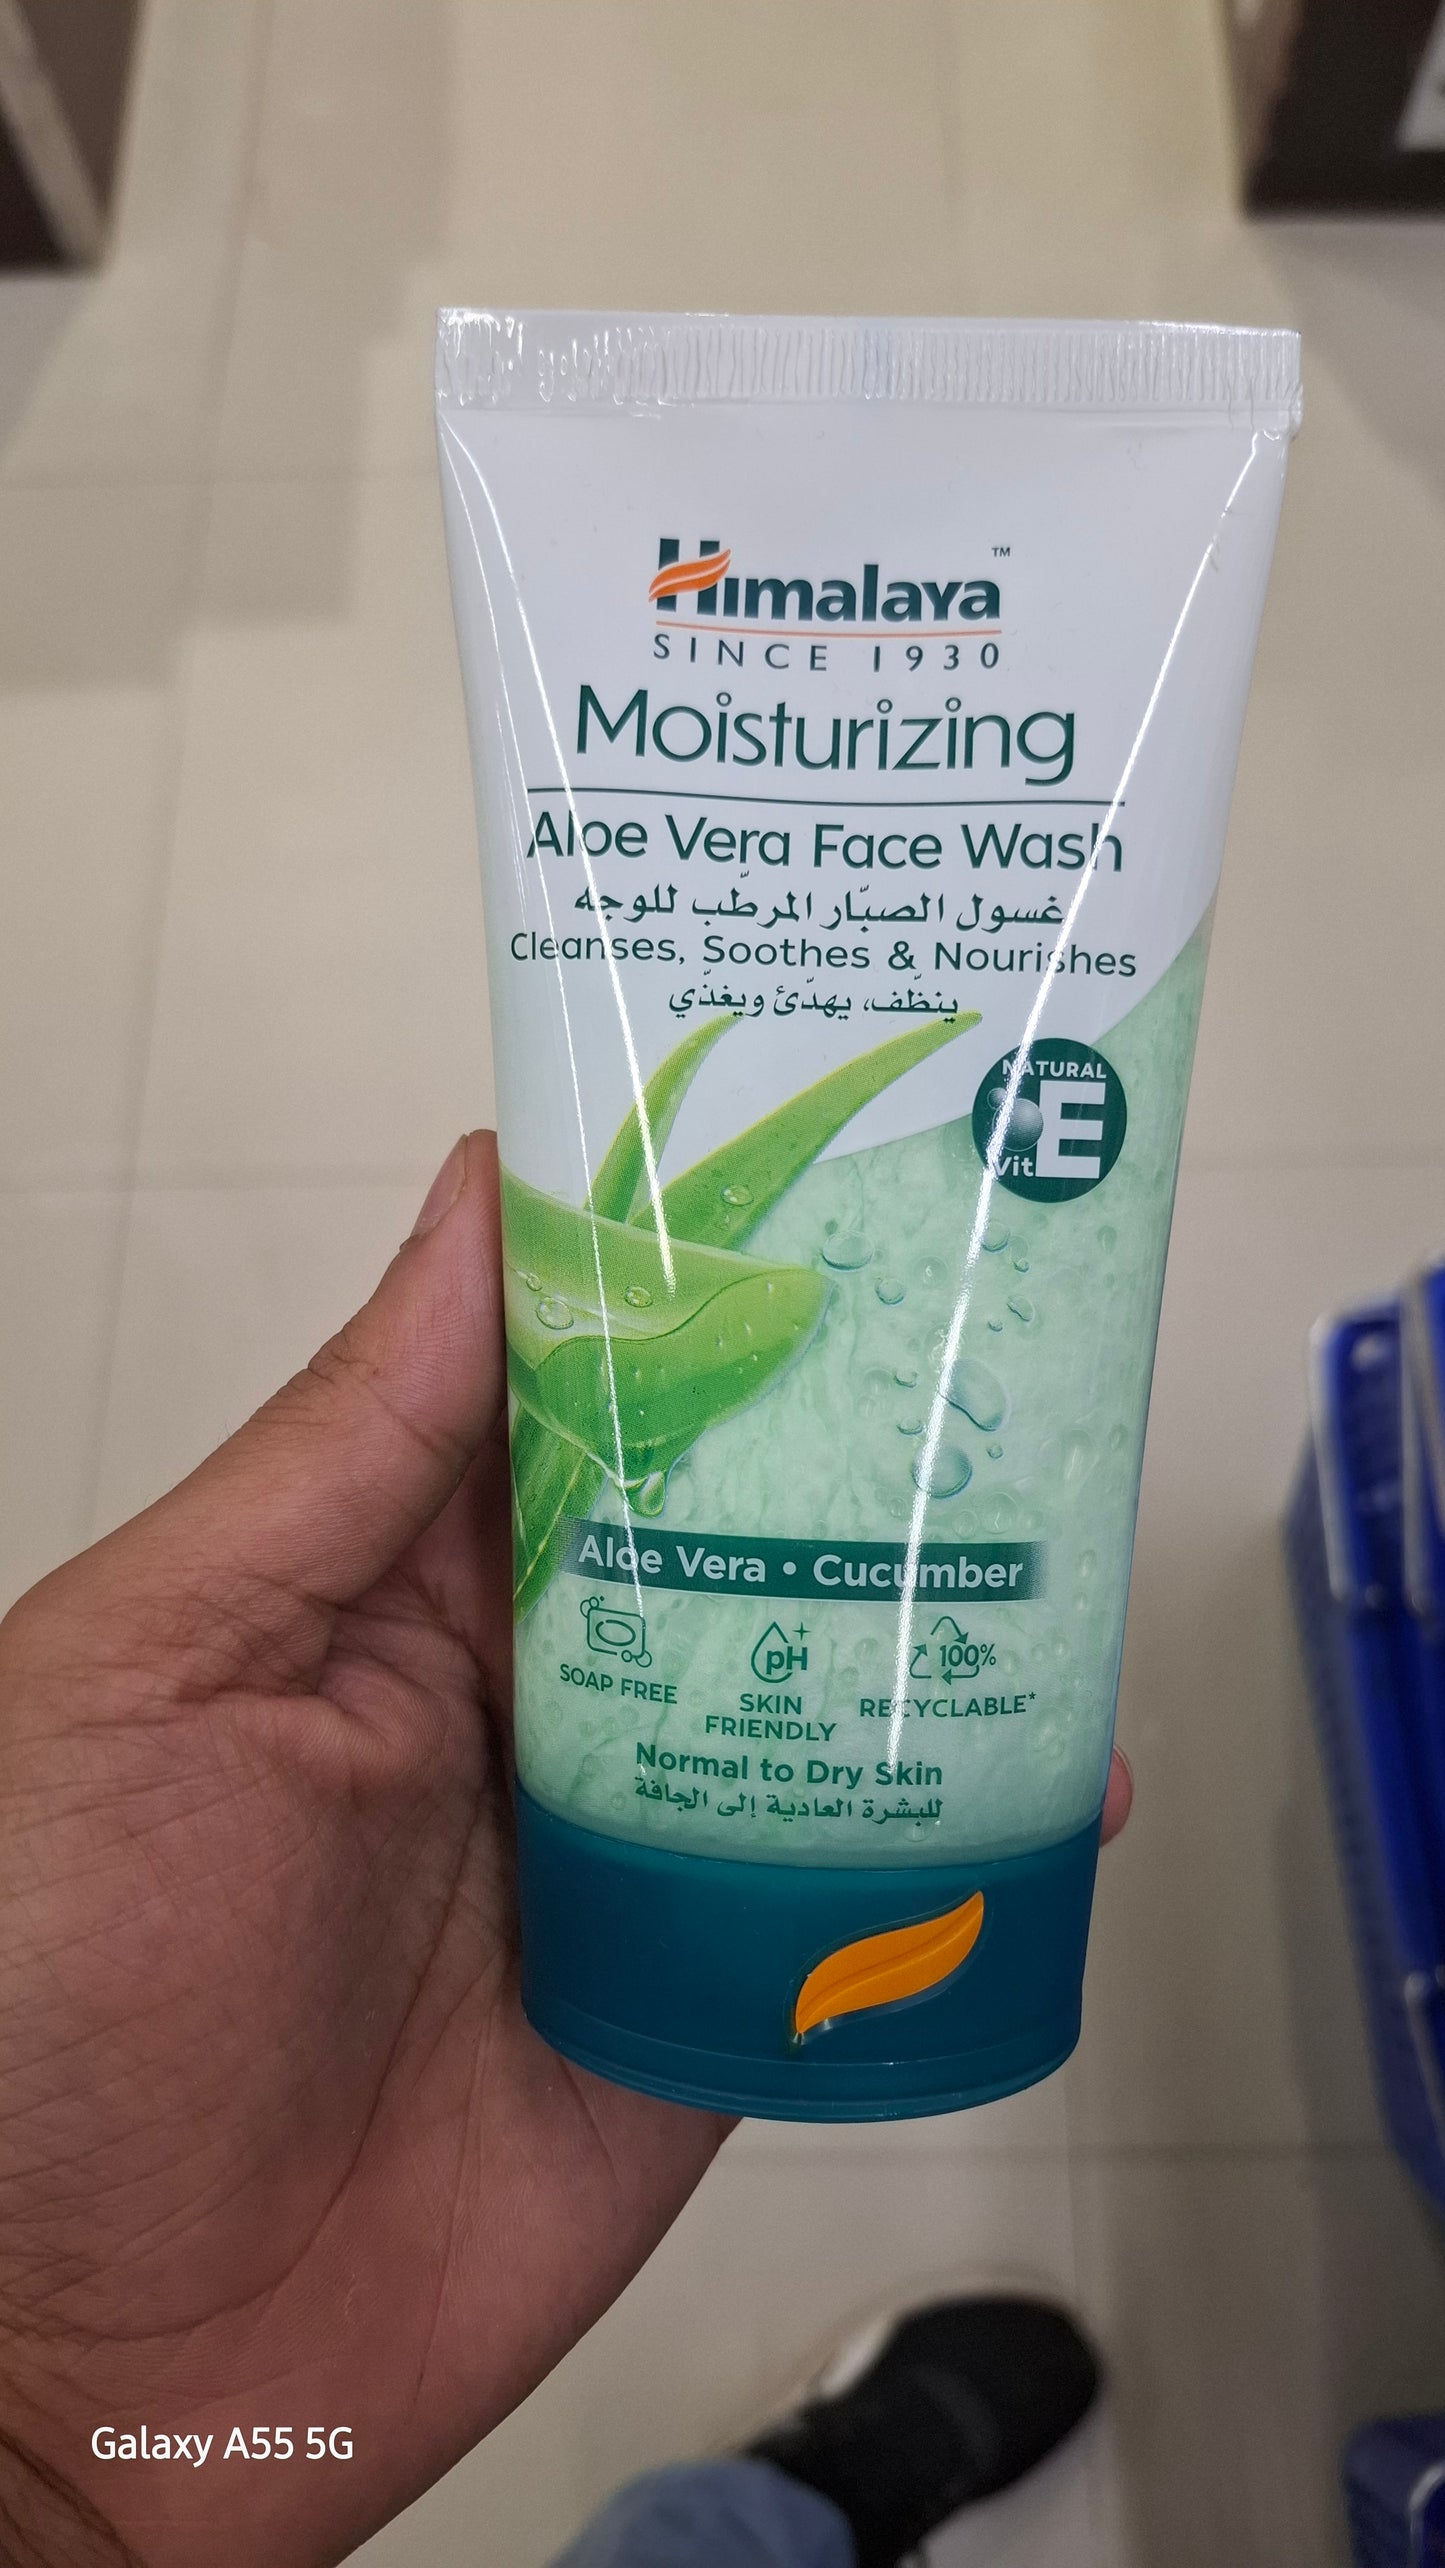 Himalaya™
SINCE 1930
Moisturizing
Aloe Vera Face Wash
غسول الصبّار المرطّب للوجه
Cleanses, Soothes & Nourishes
ينظّف، يهدّئ ويغذّي
NATURAL
Vit E
Aloe Vera • Cucumber
SOAP FREE
pH
SKIN
FRIENDLY
100%
RECYCLABLE*
Normal to Dry Skin
للبشرة العادية إلى الجافة
Galaxy A55 5G